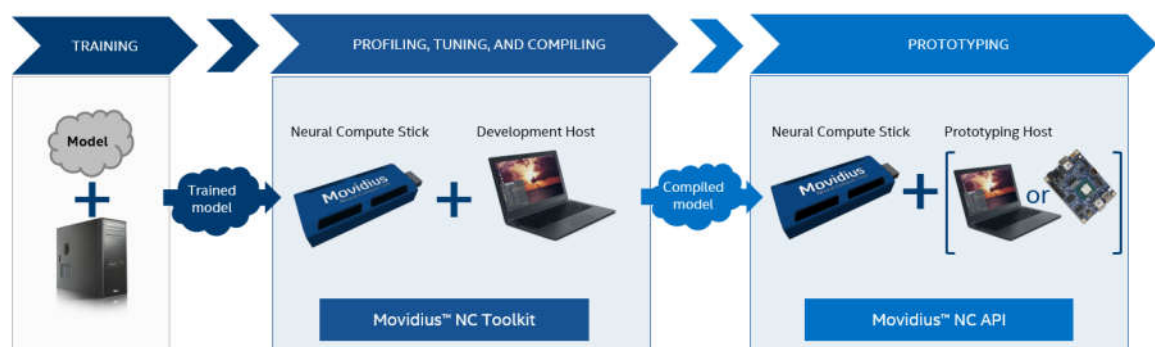 TRAINING
PROFILING, TUNING, AND COMPILING
PROTOTYPING
Model
Trained
model
Neural Compute Stick
Development Host
Movidius
Compiled
model
Neural Compute Stick
Prototyping Host
Movidius
or
Movidius™ NC Toolkit
Movidius™ NC API